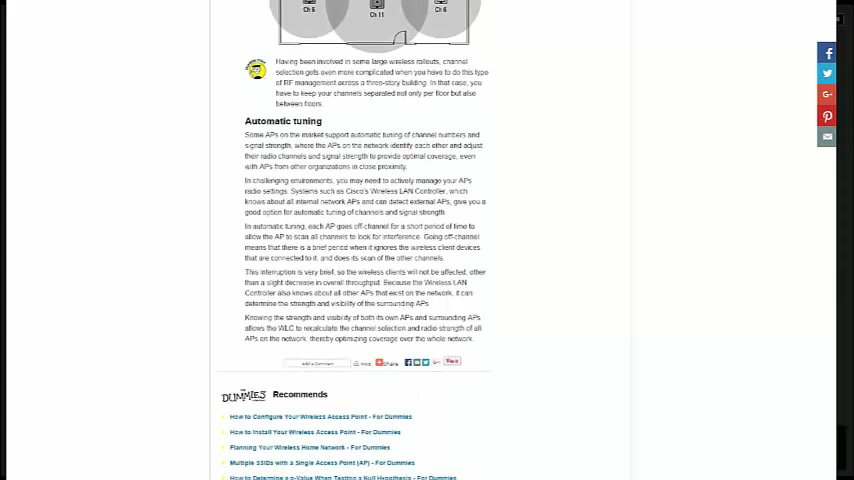 Ch 6 Ch 11 Ch 6
Having been involved in some large wireless rollouts, channel
selection gets even more complicated when you have to do this type
of RF management across a three-story building. In that case, you
have to keep your channels separated not only per floor but also
between floors.
Automatic tuning
Some APs on the market support automatic tuning of channel numbers and
signal strength, where the APs on the network identify each other and adjust
their radio channels and signal strength to provide optimal coverage, even
with APs from other organizations in close proximity.
In challenging environments, you may need to actively manage your APs
radio settings. Systems such as Cisco's Wireless LAN Controller, which
knows about all internal network APs and can detect external APs, give you a
good option for automatic tuning of channels and signal strength
In automatic tuning, each AP goes off-channel for a short period of time to
allow the AP to scan all channels to look for interference. Going off-channel
means that there is a brief period when it ignores the wireless client devices
that are connected to it, and does its scan of the other channels
This interruption is very brief, so the wireless clients will not be affected, other
than a slight decrease in overall throughput. Because the Wireless LAN
Controller also knows about all other APs that exist on the network, it can
determine the strength and visibility of the surrounding APs
Knowing the strength and visibility of both its own APs and surrounding APs
allows the WLC to recalculate the channel selection and radio strength of all
APs on the network, thereby optimizing coverage over the whole network.
Add a Comment Print Share Pin it
DUMMIES Recommends
How to Configure Your Wireless Access Point - For Dummies
How to Install Your Wireless Access Point - For Dummies
Planning Your Wireless Home Network - For Dummies
Multiple SSIDs with a Single Access Point (AP) - For Dummies
How to Determine a p-Value When Testing a Null Hypothesis - For Dummies